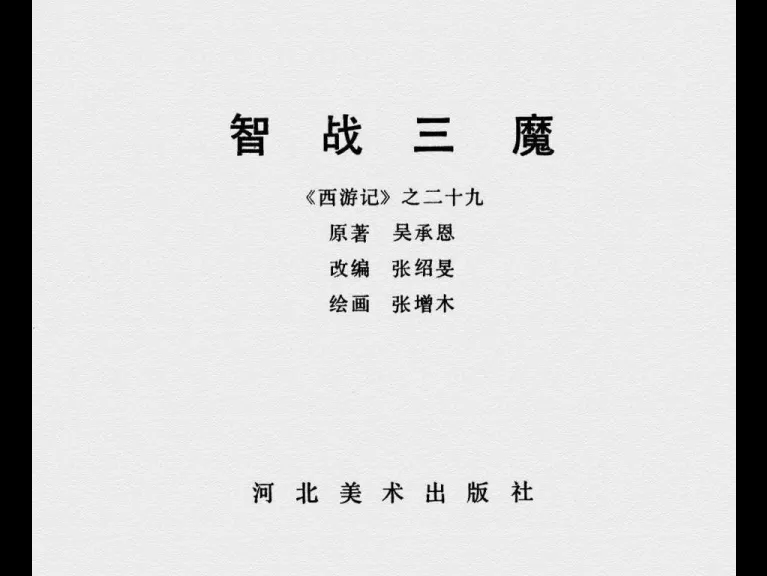 智战三魔
《西游记》之二十九
原著 吴承恩
改编 张绍旻
绘画 张增木
河北美术出版社